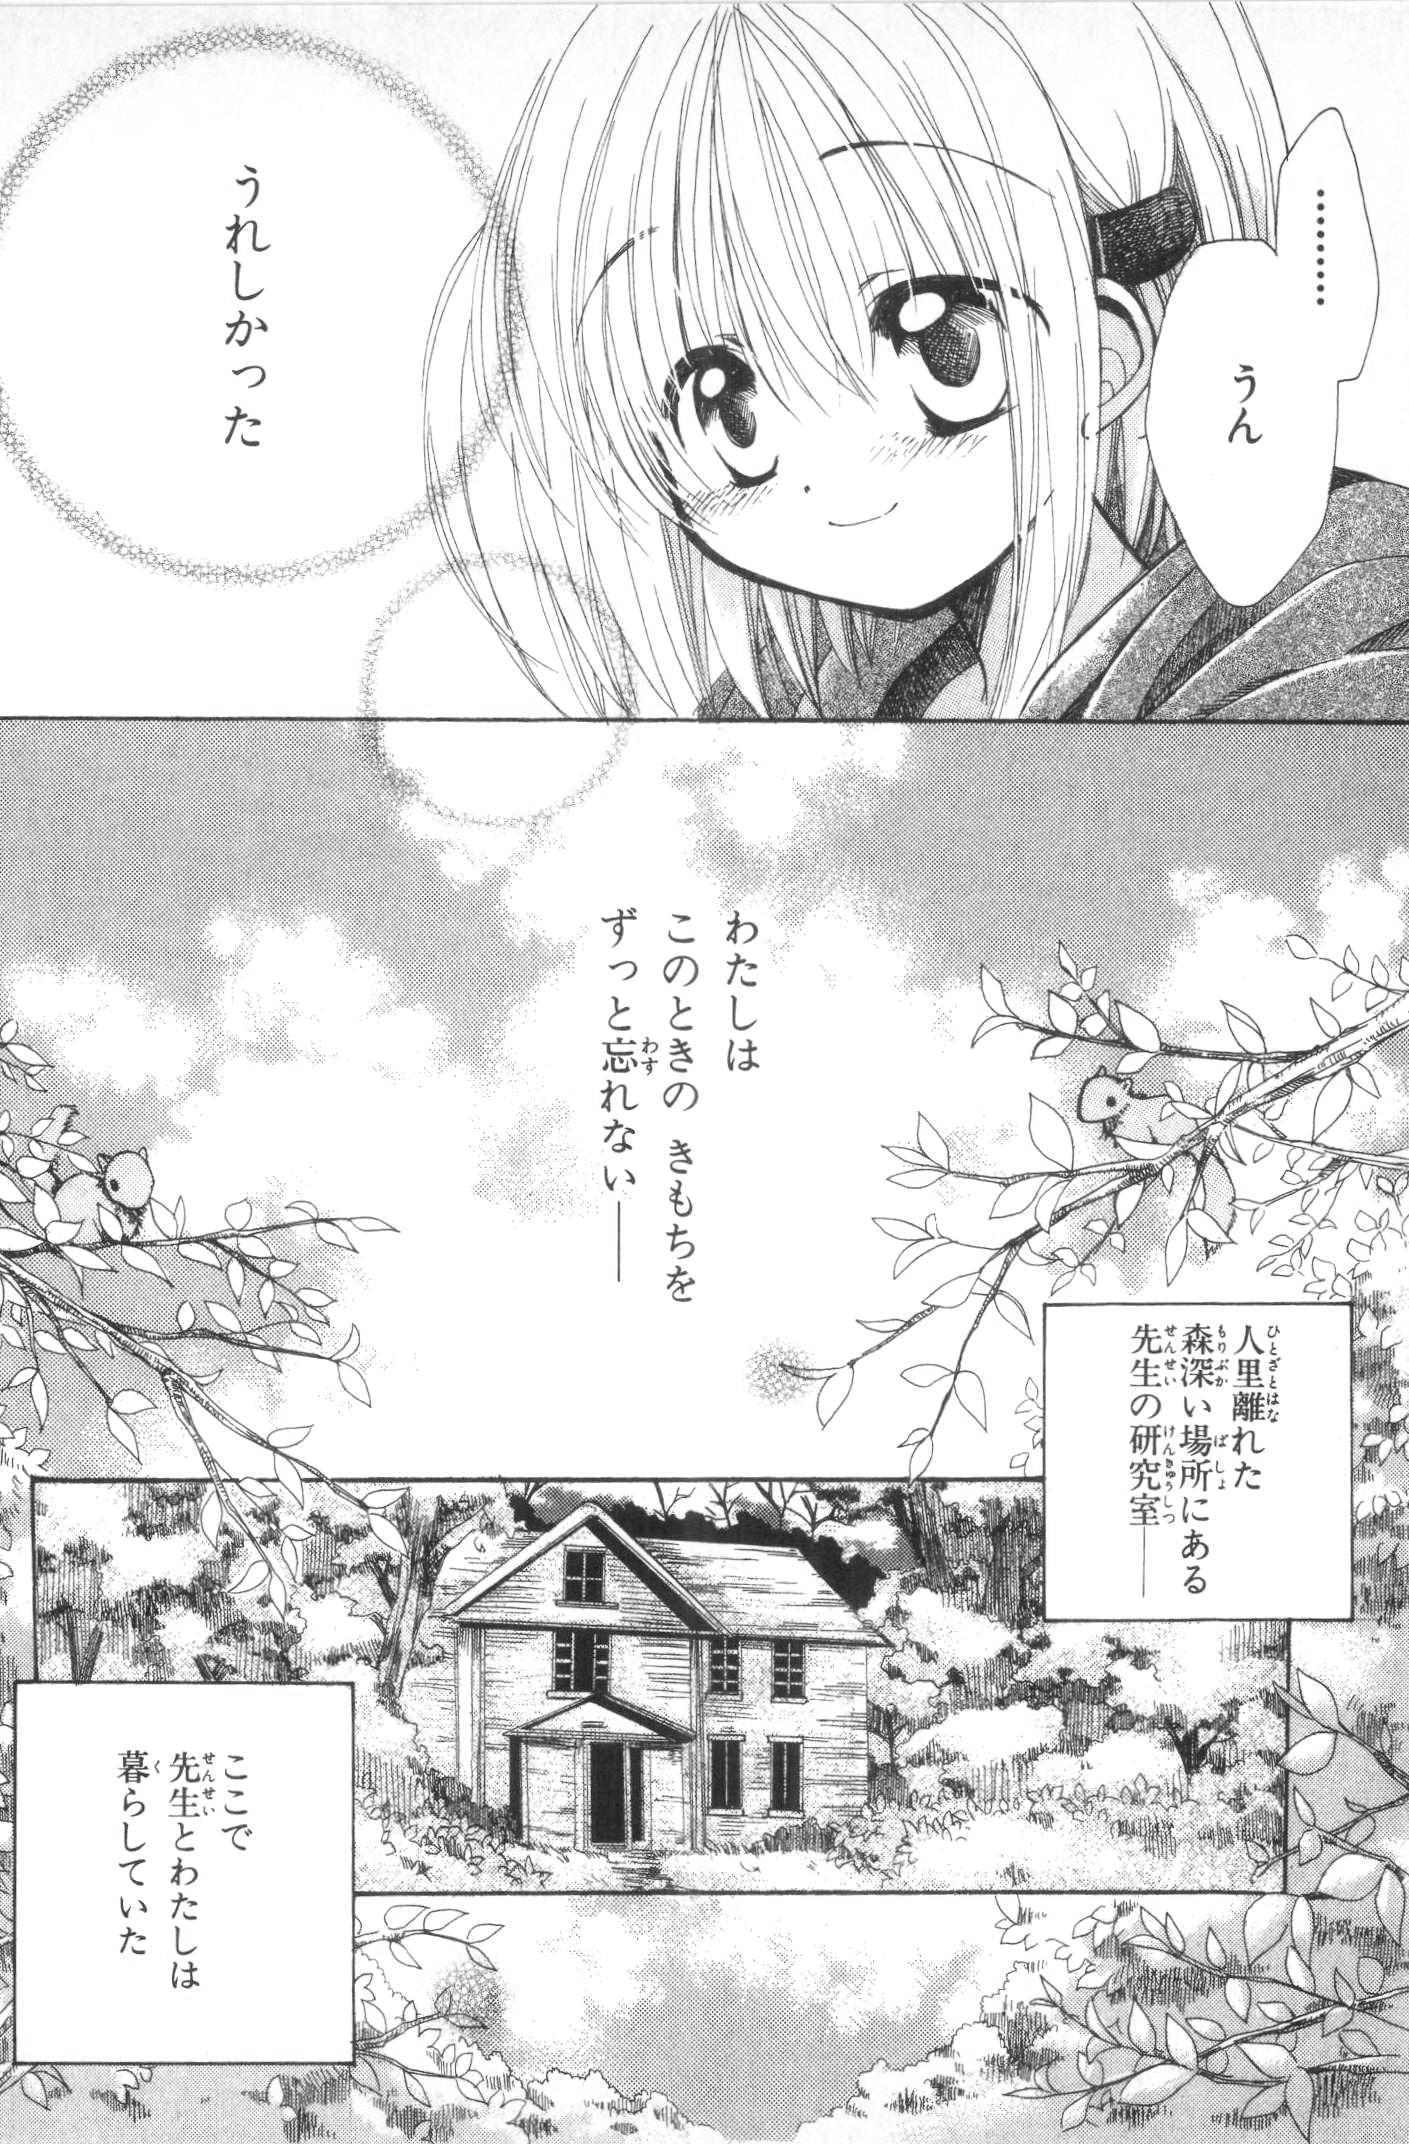 ………
うん
うれしかった
わたしは
このときの きもちを
ずっと忘れない――
人里離れた
森深い場所にある
先生の研究室――
ここで
先生とわたしは
暮らしていた